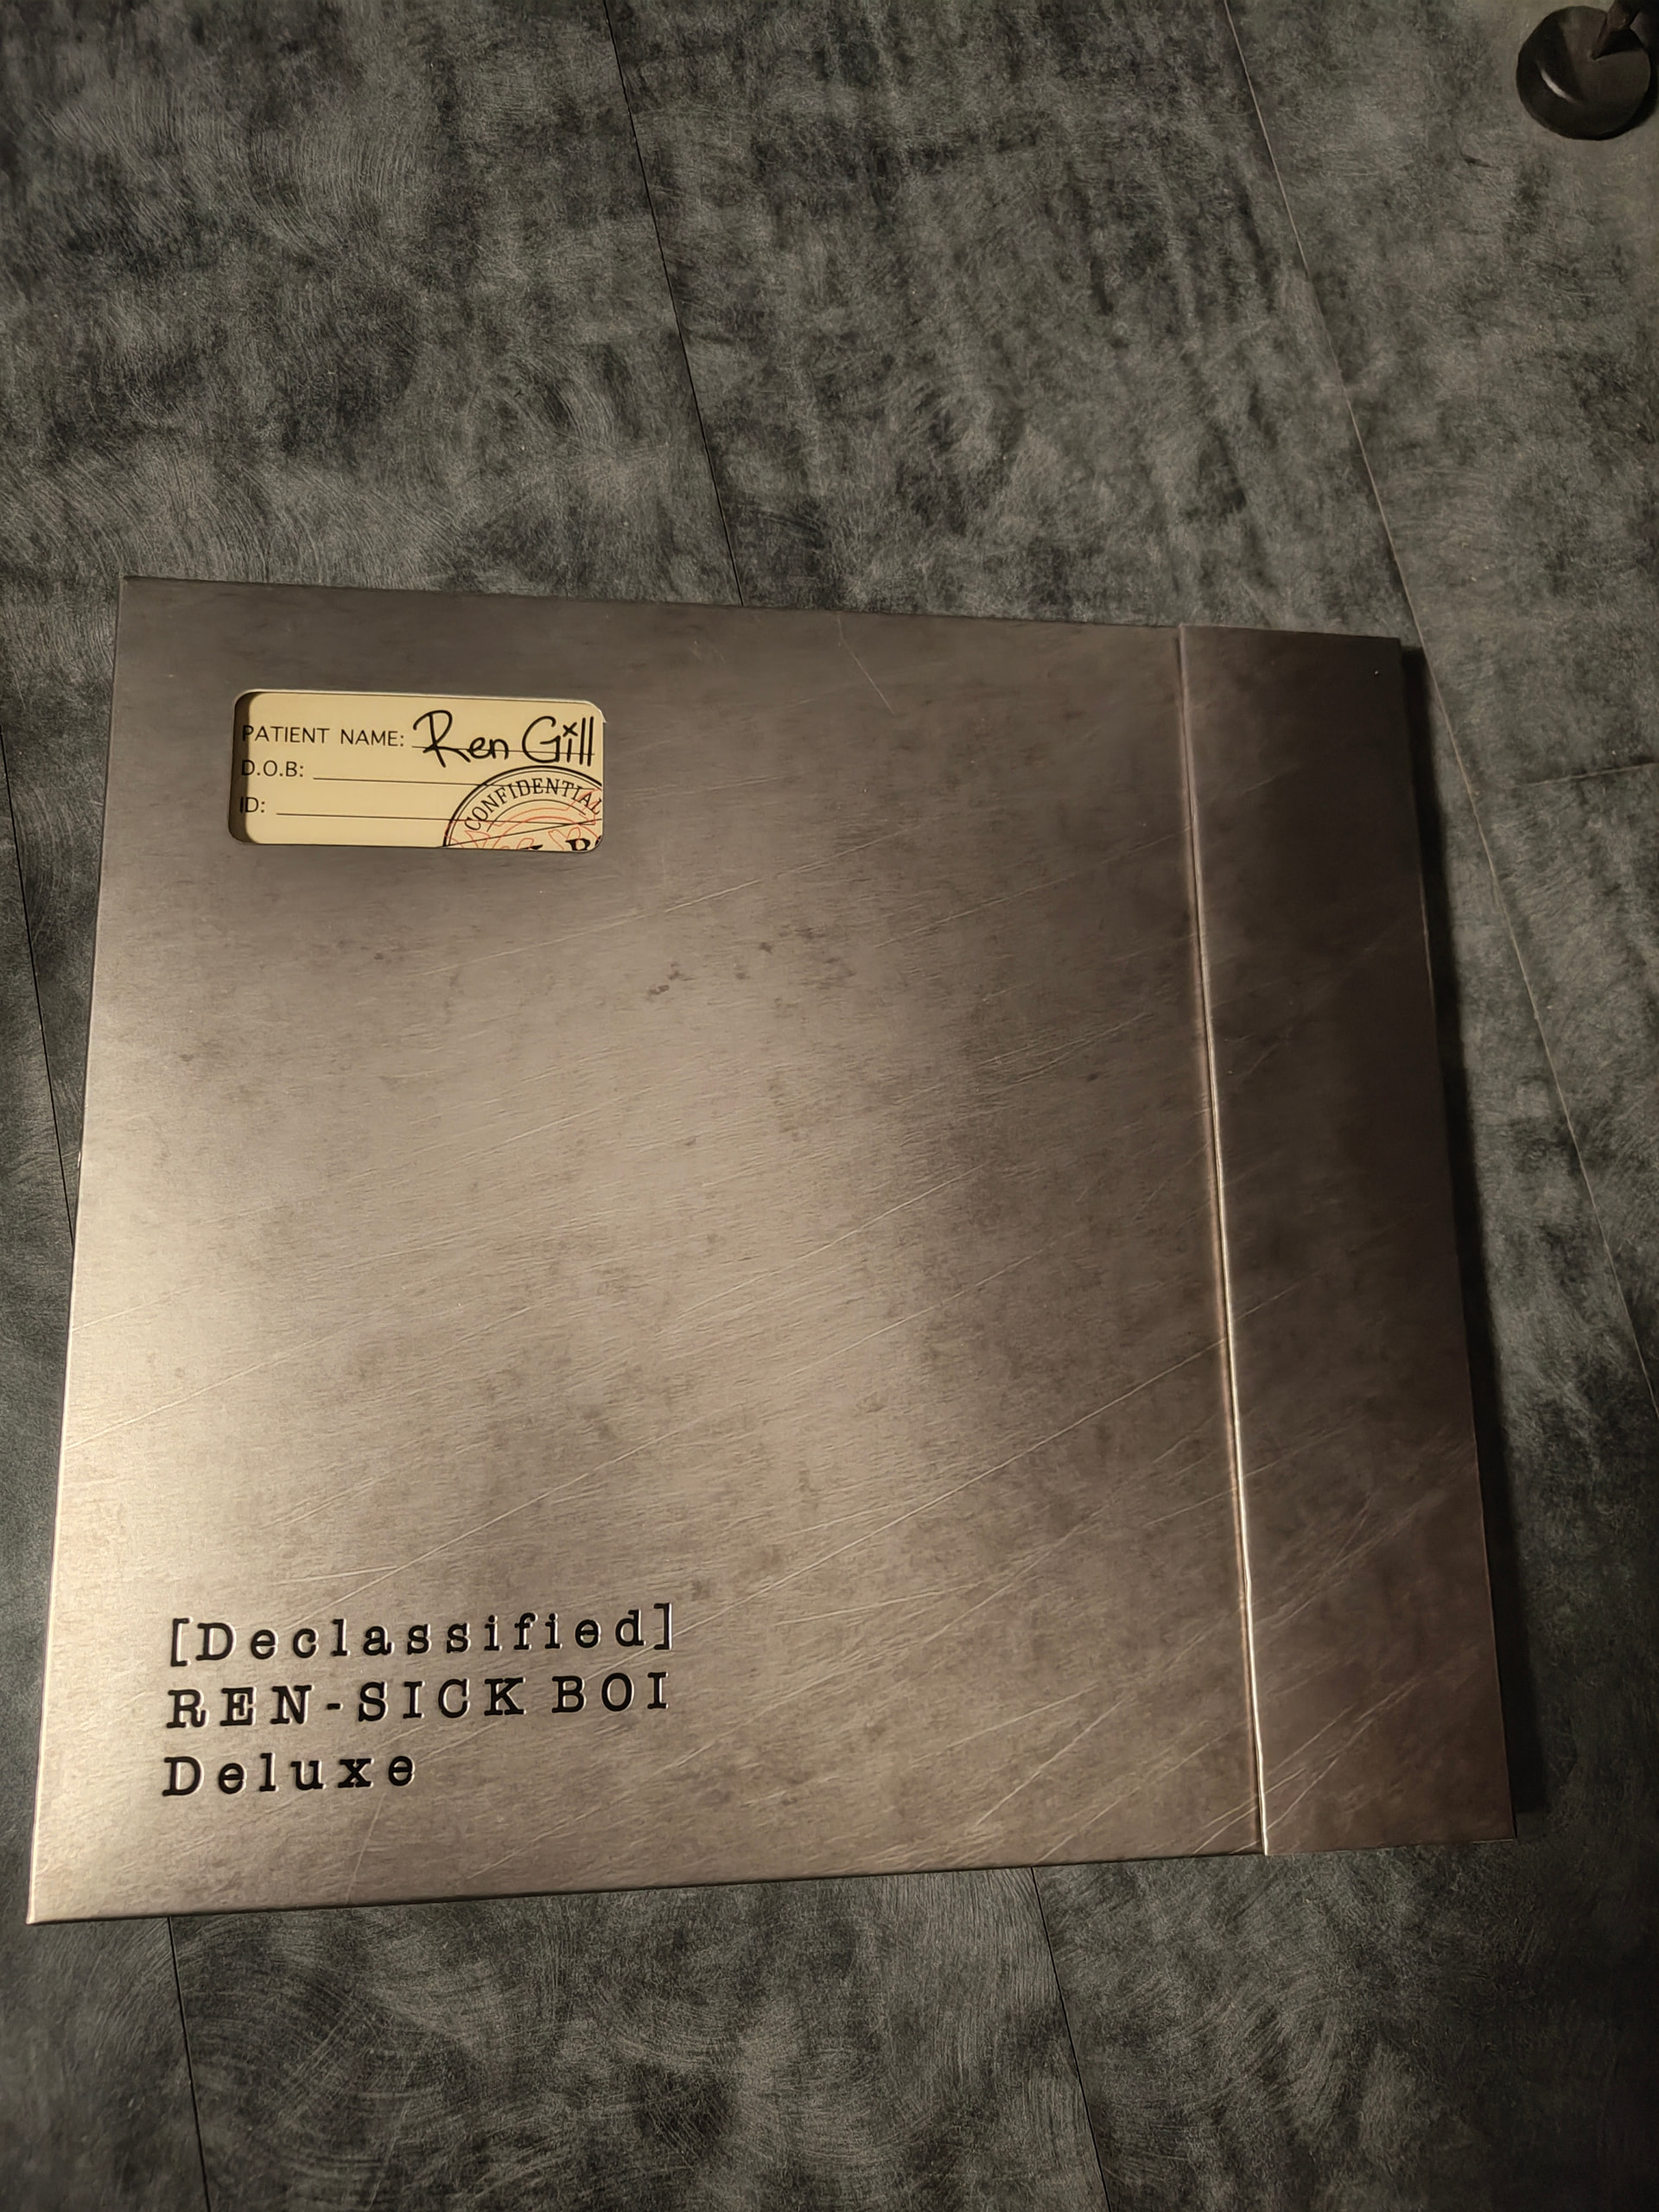 PATIENT NAME: Ren Gill
D.O.B:
ID:
CONFIDENTIAL
[Declassified]
REN-SICK BOI
Deluxe